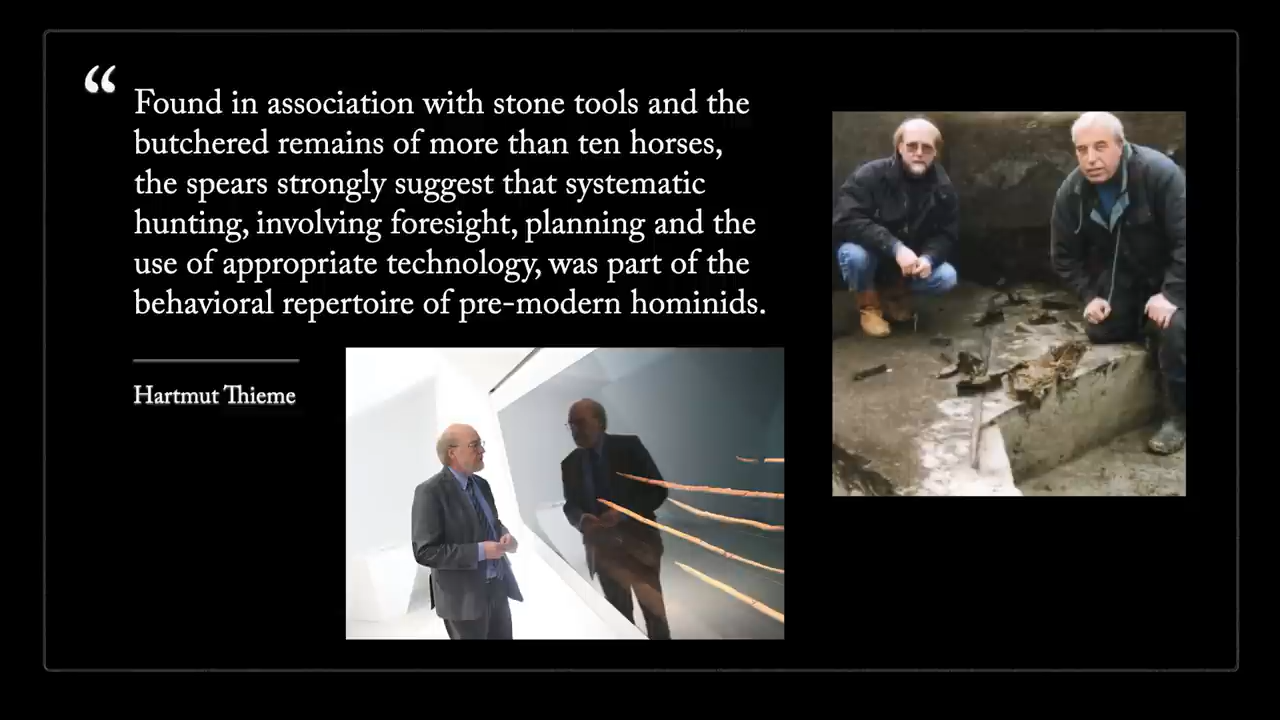 “
Found in association with stone tools and the
butchered remains of more than ten horses,
the spears strongly suggest that systematic
hunting, involving foresight, planning and the
use of appropriate technology, was part of the
behavioral repertoire of pre-modern hominids.
Hartmut Thieme